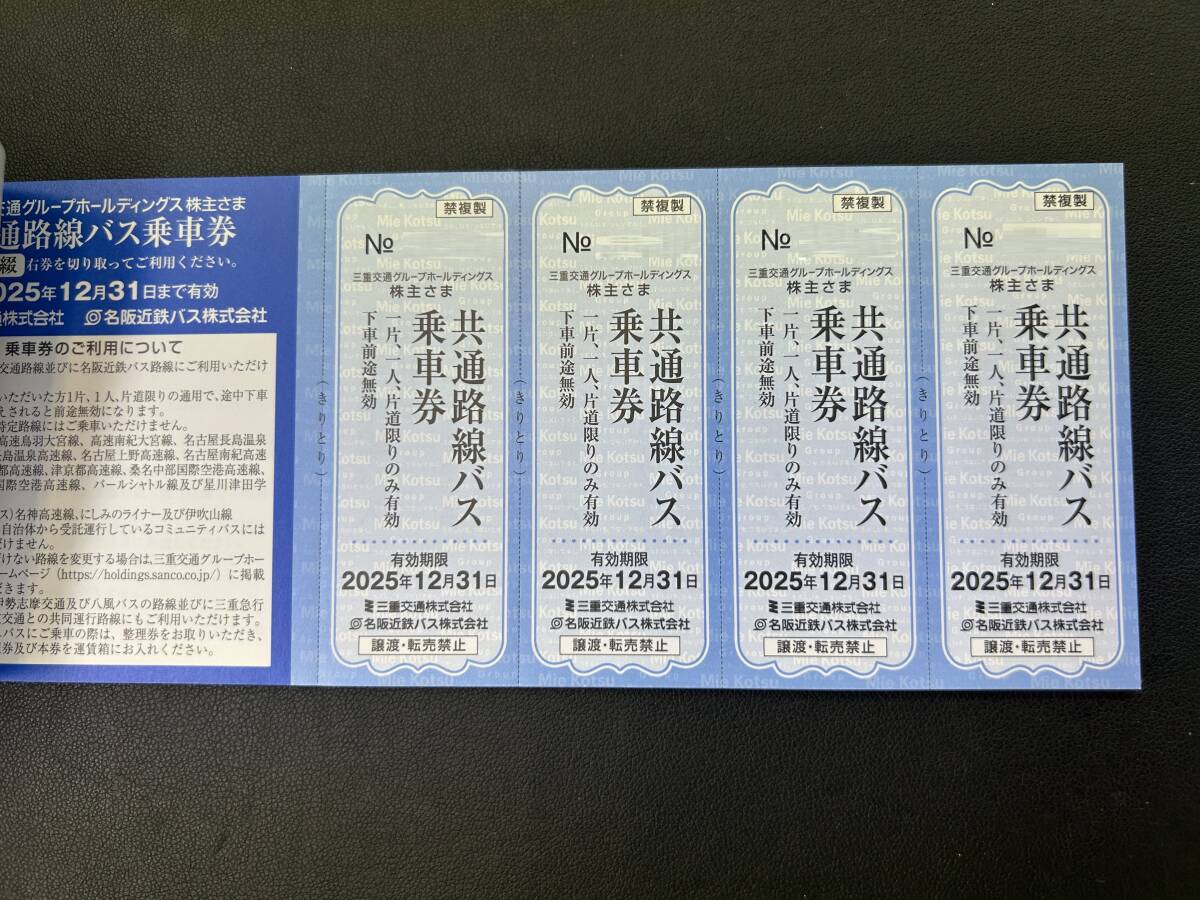 交通グループホールディングス 株主さま
通路線バス乗車券
綴 右券を切り取ってご利用ください。
025年12月31日まで有効
通株式会社 名阪近鉄バス株式会社
乗車券のご利用について
交通路線並びに名阪近鉄バス路線にご利用いただけ
いただいた方1片、1人、片道限りの通用で、途中下車
えされると前途無効になります。
特定路線にはご乗車いただけません。
高速鳥羽大宮線、高速南紀大宮線、名古屋長島温泉
長島温泉高速線、名古屋上野高速線、名古屋南紀高速
都高速線、津京都高速線、桑名中部国際空港高速線、
国際空港高速線、パールシャトル線及び星川津田学
ス)名神高速線、にしみのライナー及び伊吹山線
自治体から受託運行しているコミュニティバスには
だけません。
だけない路線を変更する場合は、三重交通グループホー
ームページ(https://holdings.sanco.co.jp/)に掲載
だきます。
伊勢志摩交通及び八風バスの路線並びに三重急行
交通との共同運行路線にもご利用いただけます。
バスにご乗車の際は、整理券をお取りいただき、
券及び本券を運賃箱にお入れください。
(きりとり)
禁複製
No
三重交通グループホールディングス
株主さま
共通路線バス
乗車券
一片、一人、片道限りのみ有効
下車前途無効
有効期限
2025年12月31日
三重交通株式会社
名阪近鉄バス株式会社
譲渡・転売禁止
(きりとり)
禁複製
No
三重交通グループホールディングス
株主さま
共通路線バス
乗車券
一片、一人、片道限りのみ有効
下車前途無効
有効期限
2025年12月31日
三重交通株式会社
名阪近鉄バス株式会社
譲渡・転売禁止
(きりとり)
禁複製
No
三重交通グループホールディングス
株主さま
共通路線バス
乗車券
一片、一人、片道限りのみ有効
下車前途無効
有効期限
2025年12月31日
三重交通株式会社
名阪近鉄バス株式会社
譲渡・転売禁止
(きりとり)
禁複製
No
三重交通グループホールディングス
株主さま
共通路線バス
乗車券
一片、一人、片道限りのみ有効
下車前途無効
有効期限
2025年12月31日
三重交通株式会社
名阪近鉄バス株式会社
譲渡・転売禁止